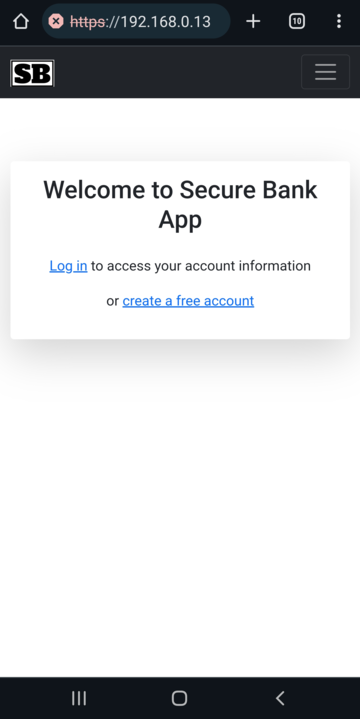 https://192.168.0.13
10
SB
Welcome to Secure Bank
App
Log in to access your account information
or create a free account